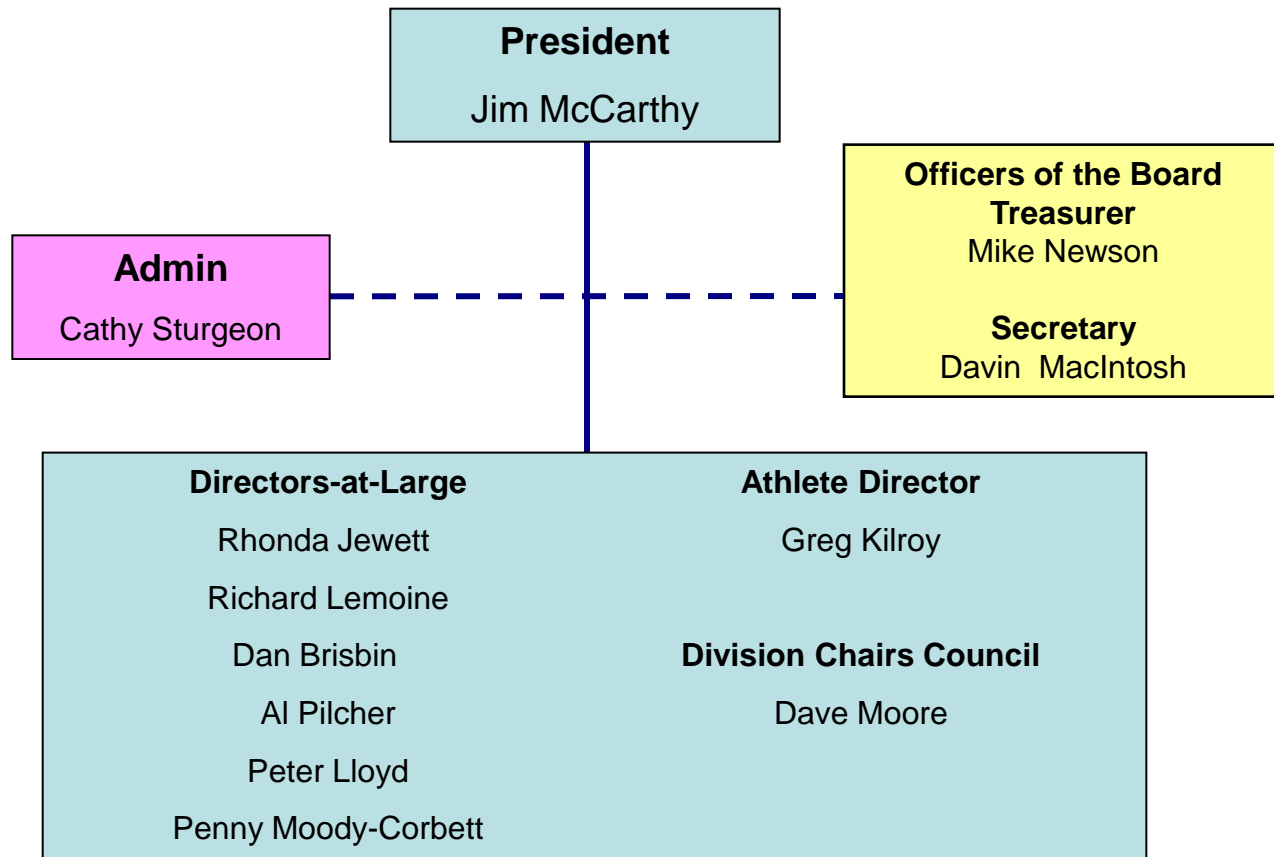 President
Jim McCarthy
Officers of the Board
Treasurer
Mike Newson
Secretary
Davin MacIntosh
Admin
Cathy Sturgeon
Directors-at-Large
Rhonda Jewett
Richard Lemoine
Dan Brisbin
Al Pilcher
Peter Lloyd
Penny Moody-Corbett
Athlete Director
Greg Kilroy
Division Chairs Council
Dave Moore